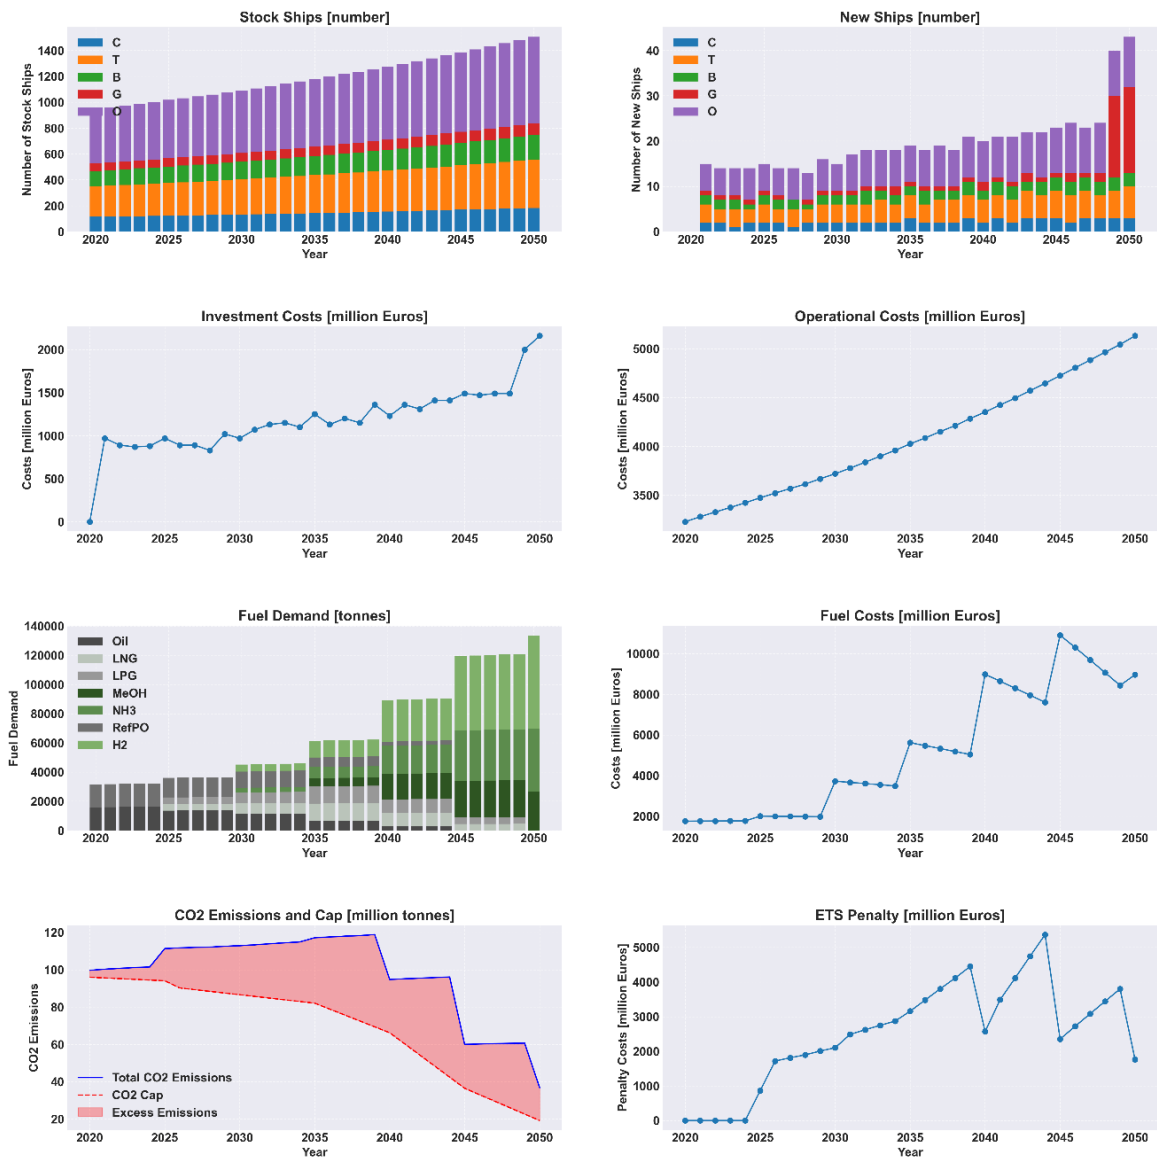 Stock Ships [number]
Number of Stock Ships
1400
1200
1000
800
600
400
200
0
C
T
B
G
O
2020 2025 2030 2035 2040 2045 2050
Year
New Ships [number]
Number of New Ships
40
30
20
10
0
C
T
B
G
O
2020 2025 2030 2035 2040 2045 2050
Year
Investment Costs [million Euros]
Costs [million Euros]
2000
1500
1000
500
0
2020 2025 2030 2035 2040 2045 2050
Year
Operational Costs [million Euros]
Costs [million Euros]
5000
4500
4000
3500
2020 2025 2030 2035 2040 2045 2050
Year
Fuel Demand [tonnes]
Fuel Demand
140000
120000
100000
80000
60000
40000
20000
0
Oil
LNG
LPG
MeOH
NH3
RefPO
H2
2020 2025 2030 2035 2040 2045 2050
Year
Fuel Costs [million Euros]
Costs [million Euros]
10000
8000
6000
4000
2000
2020 2025 2030 2035 2040 2045 2050
Year
CO2 Emissions and Cap [million tonnes]
CO2 Emissions
120
100
80
60
40
20
Total CO2 Emissions
CO2 Cap
Excess Emissions
2020 2025 2030 2035 2040 2045 2050
Year
ETS Penalty [million Euros]
Penalty Costs [million Euros]
5000
4000
3000
2000
1000
0
2020 2025 2030 2035 2040 2045 2050
Year